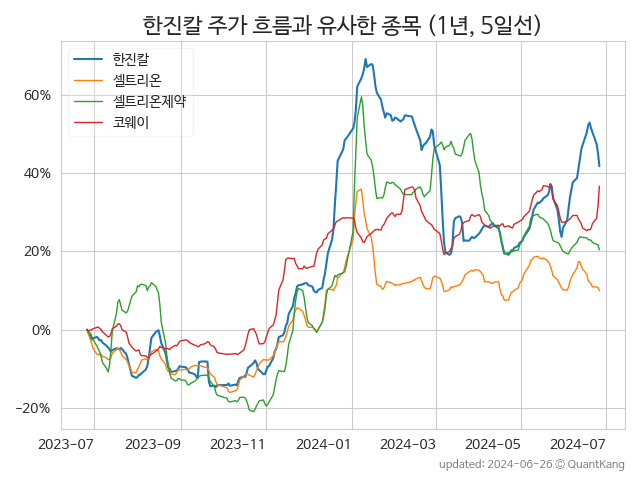 한진칼 주가 흐름과 유사한 종목 (1년, 5일선)
한진칼
셀트리온
셀트리온제약
코웨이
60%
40%
20%
0%
−20%
2023-07 2023-09 2023-11 2024-01 2024-03 2024-05 2024-07
updated: 2024-06-26 © QuantKang